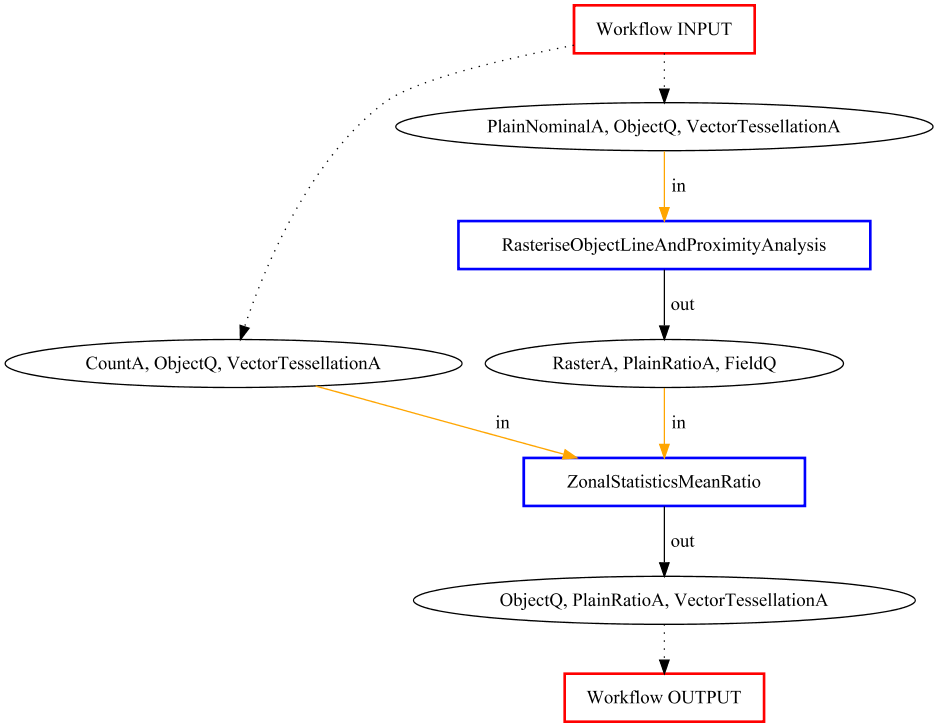 Workflow INPUT
PlainNominalA, ObjectQ, VectorTessellationA
in
RasteriseObjectLineAndProximityAnalysis
out
CountA, ObjectQ, VectorTessellationA
RasterA, PlainRatioA, FieldQ
in
in
ZonalStatisticsMeanRatio
out
ObjectQ, PlainRatioA, VectorTessellationA
Workflow OUTPUT